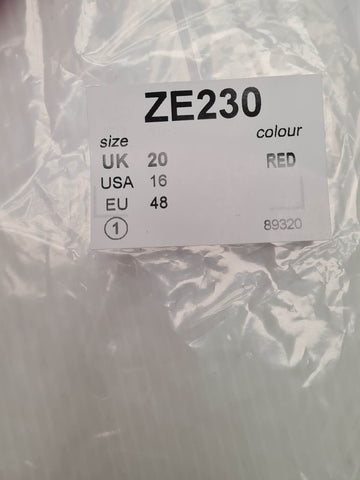 ZE230
size colour
UK 20 RED
USA 16
EU 48
1 89320